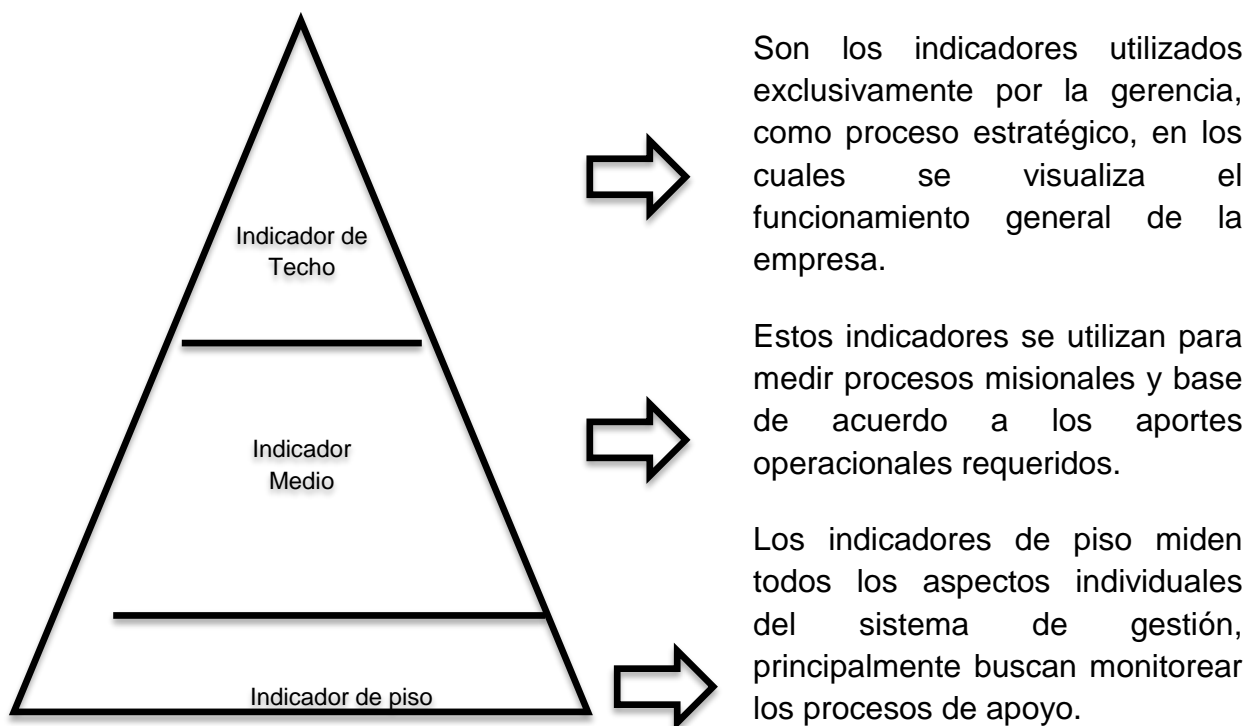 Indicador de
Techo
Son los indicadores utilizados
exclusivamente por la gerencia,
como proceso estratégico, en los
cuales se visualiza el
funcionamiento general de la
empresa.
Indicador
Medio
Estos indicadores se utilizan para
medir procesos misionales y base
de acuerdo a los aportes
operacionales requeridos.
Indicador de piso
Los indicadores de piso miden
todos los aspectos individuales
del sistema de gestión,
principalmente buscan monitorear
los procesos de apoyo.